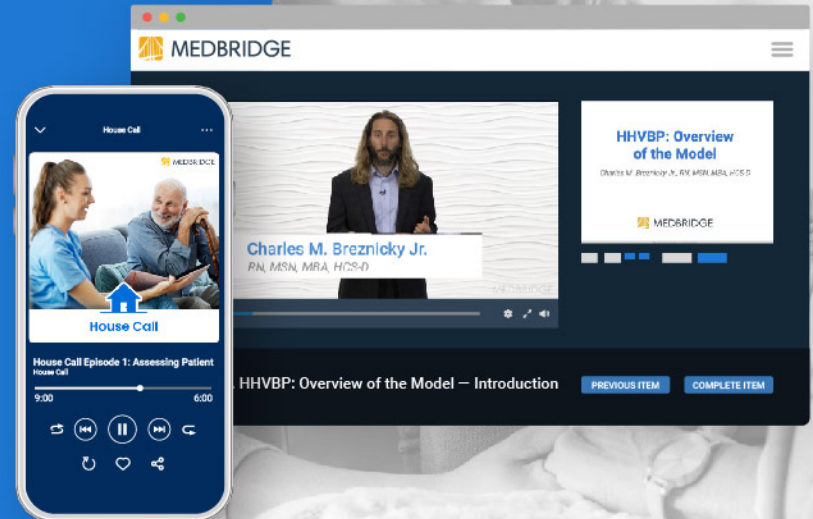 MEDBRIDGE
House Call
MEDBRIDGE
House Call
House Call Episode 1: Assessing Patient
House Call
9:00
6:00
Charles M. Breznicky Jr.
RN, MSN, MBA, HCS-D
MEDBRIDGE
HHVBP: Overview
of the Model
Charles M. Breznicky Jr., RN, MSN, MBA, HCS-D
MEDBRIDGE
. HHVBP: Overview of the Model — Introduction
PREVIOUS ITEM
COMPLETE ITEM